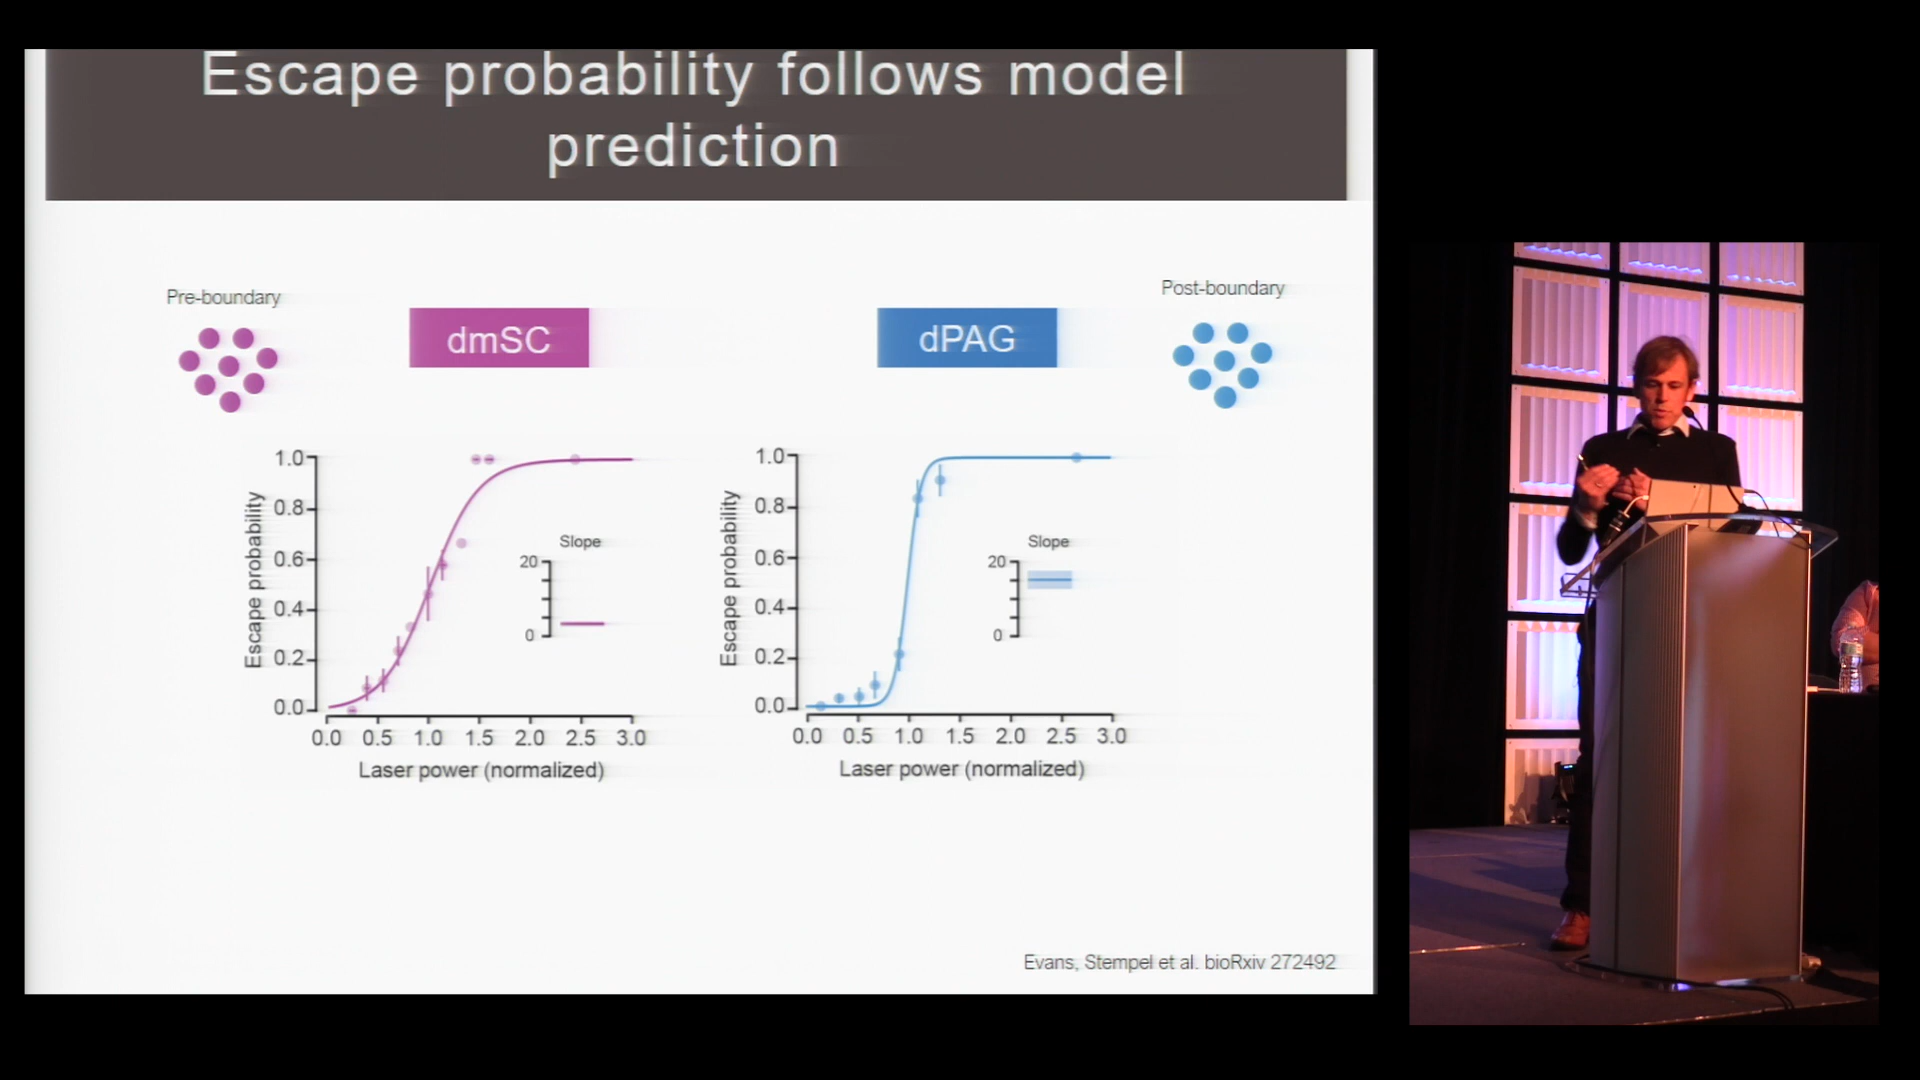 Escape probability follows model
prediction
Pre-boundary
dmSC
dPAG
Post-boundary
Escape probability
1.0
0.8
0.6
0.4
0.2
0.0
0.0 0.5 1.0 1.5 2.0 2.5 3.0
Laser power (normalized)
Slope
20
0
Escape probability
1.0
0.8
0.6
0.4
0.2
0.0
0.0 0.5 1.0 1.5 2.0 2.5 3.0
Laser power (normalized)
Slope
20
0
Evans, Stempel et al. bioRxiv 272492